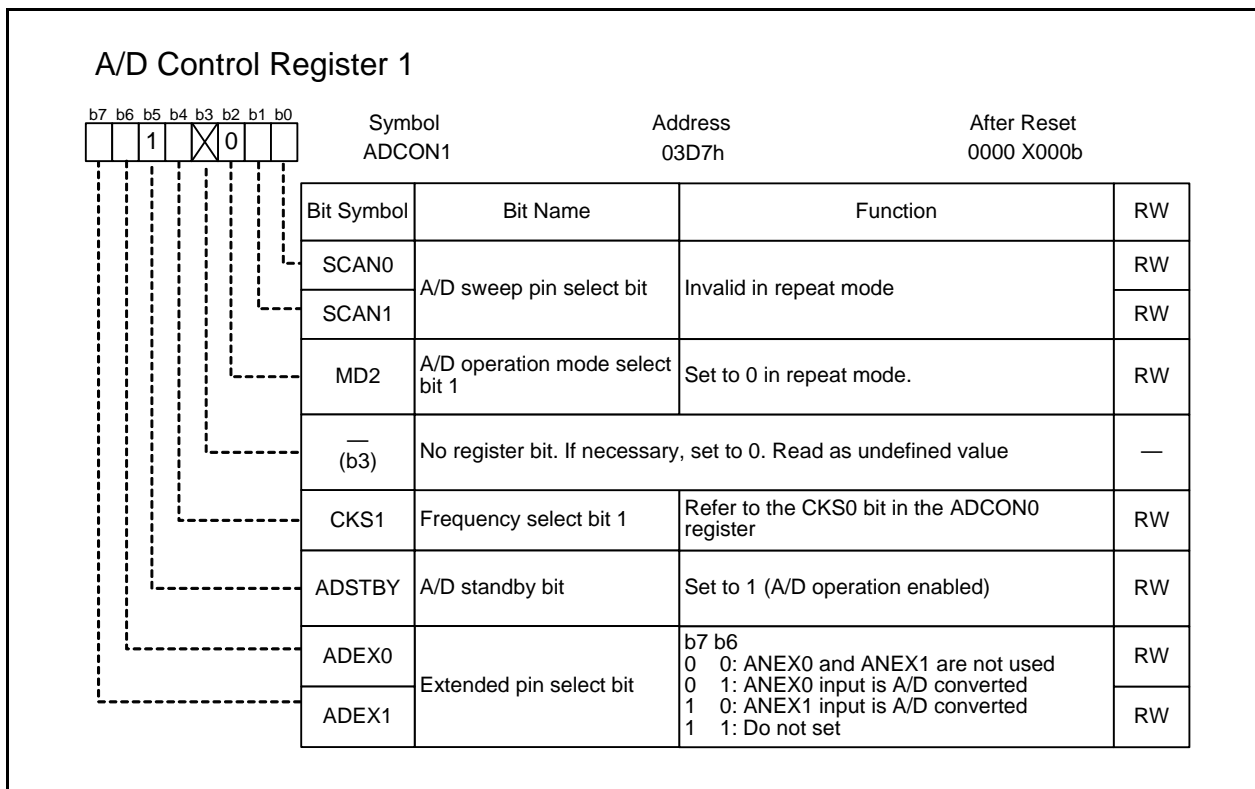 A/D Control Register 1
b7 b6 b5 b4 b3 b2 b1 b0
1 0
Symbol Address After Reset
ADCON1 03D7h 0000 X000b
Bit Symbol Bit Name Function RW
SCAN0 A/D sweep pin select bit Invalid in repeat mode RW
SCAN1 RW
MD2 A/D operation mode select bit 1 Set to 0 in repeat mode. RW
— (b3) No register bit. If necessary, set to 0. Read as undefined value —
CKS1 Frequency select bit 1 Refer to the CKS0 bit in the ADCON0 register RW
ADSTBY A/D standby bit Set to 1 (A/D operation enabled) RW
ADEX0 Extended pin select bit RW
ADEX1 RW
b7 b6
0 0: ANEX0 and ANEX1 are not used
0 1: ANEX0 input is A/D converted
1 0: ANEX1 input is A/D converted
1 1: Do not set